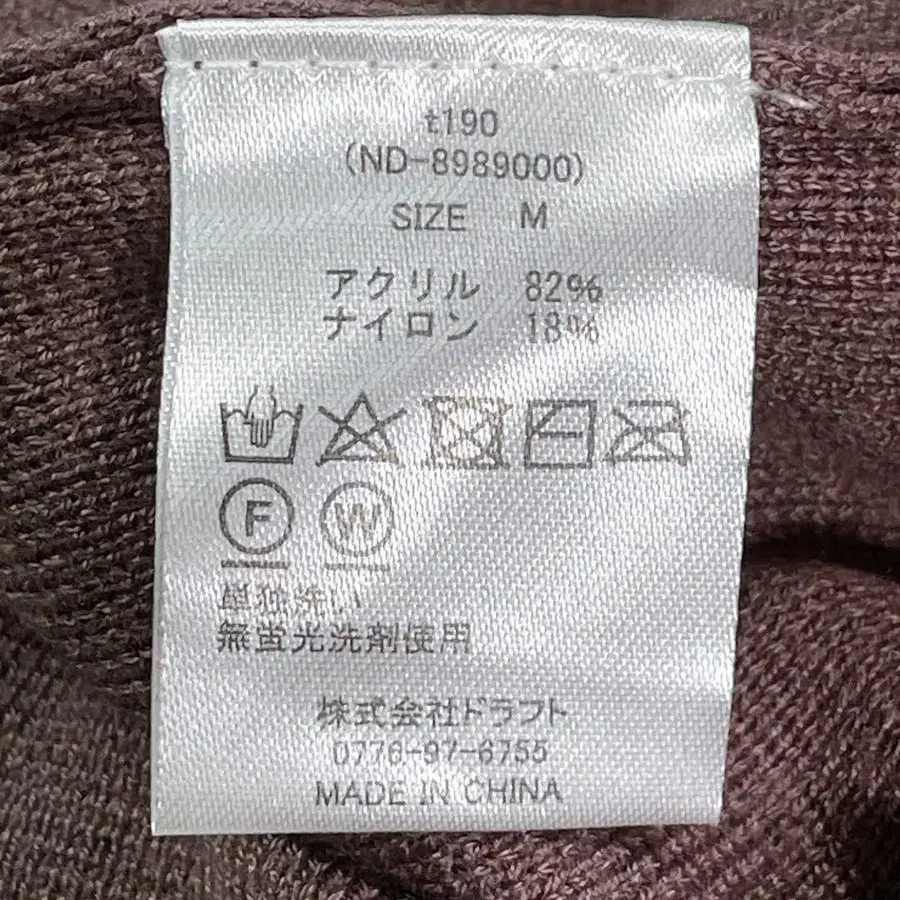 t190
(ND-8989000)
SIZE M
アクリル 82%
ナイロン 18%
F W
単独洗い
無蛍光洗剤使用
株式会社ドラフト
0776-97-6755
MADE IN CHINA